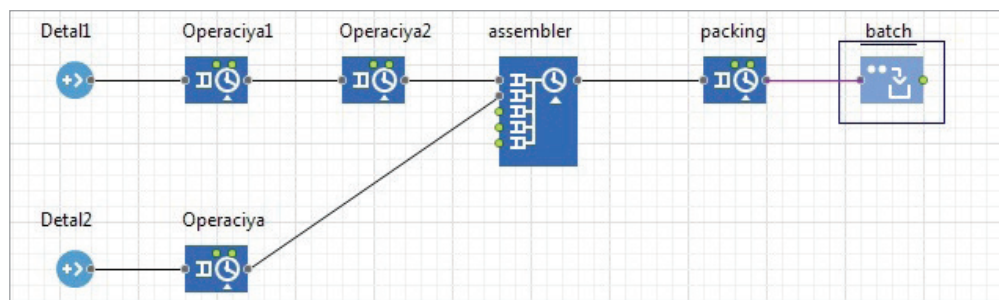 Detal1 Operaciya1 Operaciya2 assembler packing batch
Detal2 Operaciya